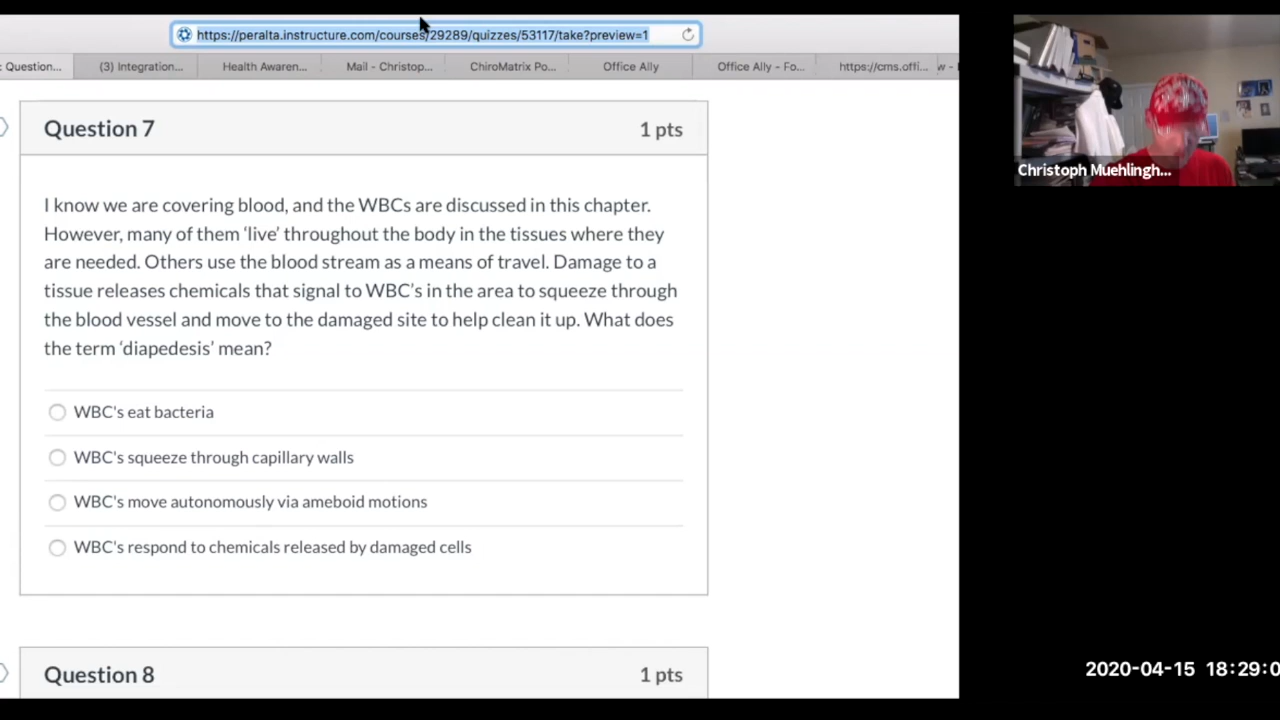 https://peralta.instructure.com/courses/29289/quizzes/53117/take?preview=1
: Question... (3) Integration... Health Awaren... Mail - Christop... ChiroMatrix Po... Office Ally Office Ally - Fo... https://cms.offi... w -
Question 7 1 pts
I know we are covering blood, and the WBCs are discussed in this chapter.
However, many of them ‘live’ throughout the body in the tissues where they
are needed. Others use the blood stream as a means of travel. Damage to a
tissue releases chemicals that signal to WBC’s in the area to squeeze through
the blood vessel and move to the damaged site to help clean it up. What does
the term ‘diapedesis’ mean?
WBC's eat bacteria
WBC's squeeze through capillary walls
WBC's move autonomously via ameboid motions
WBC's respond to chemicals released by damaged cells
Question 8 1 pts
Christoph Muehlingh...
2020-04-15 18:29:0